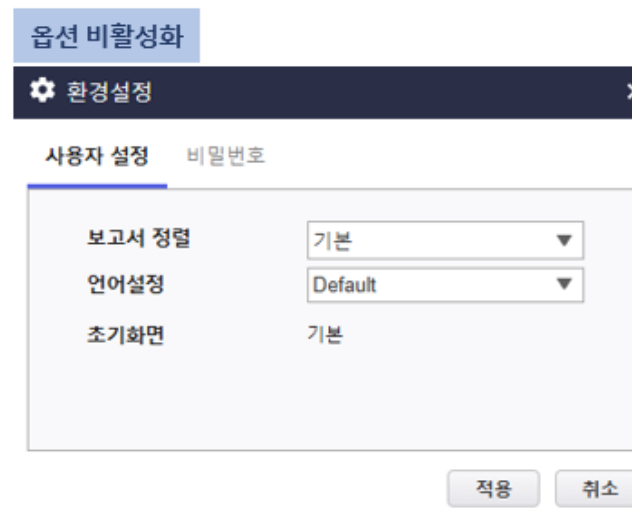 옵션 비활성화
환경설정
사용자 설정 비밀번호
보고서 정렬 기본
언어설정 Default
초기화면 기본
적용 취소